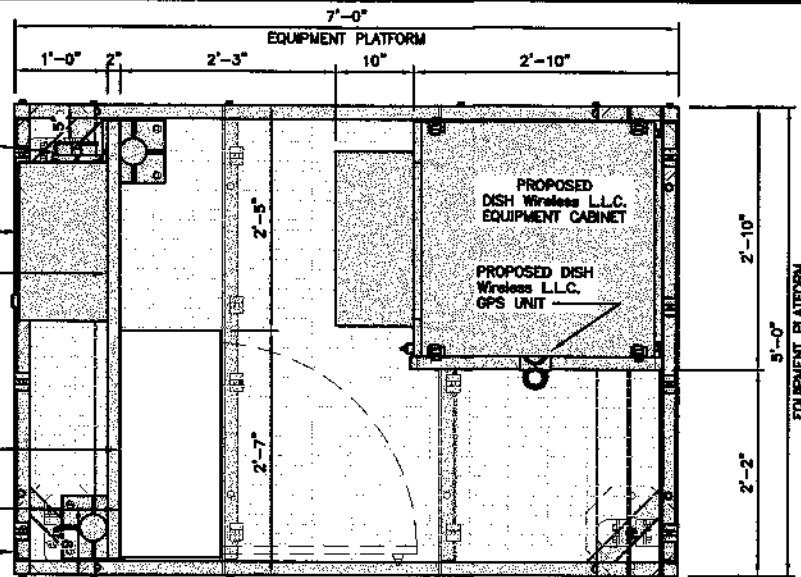 7'-0"
EQUIPMENT PLATFORM
1'-0"
2"
2'-3"
10"
2'-10"
5"
PROPOSED
DISH Wireless L.L.C.
EQUIPMENT CABINET
2'-5"
2'-10"
PROPOSED DISH
Wireless L.L.C.
GPS UNIT
5'-0"
EQUIPMENT PLATFORM
2'-7"
2'-2"